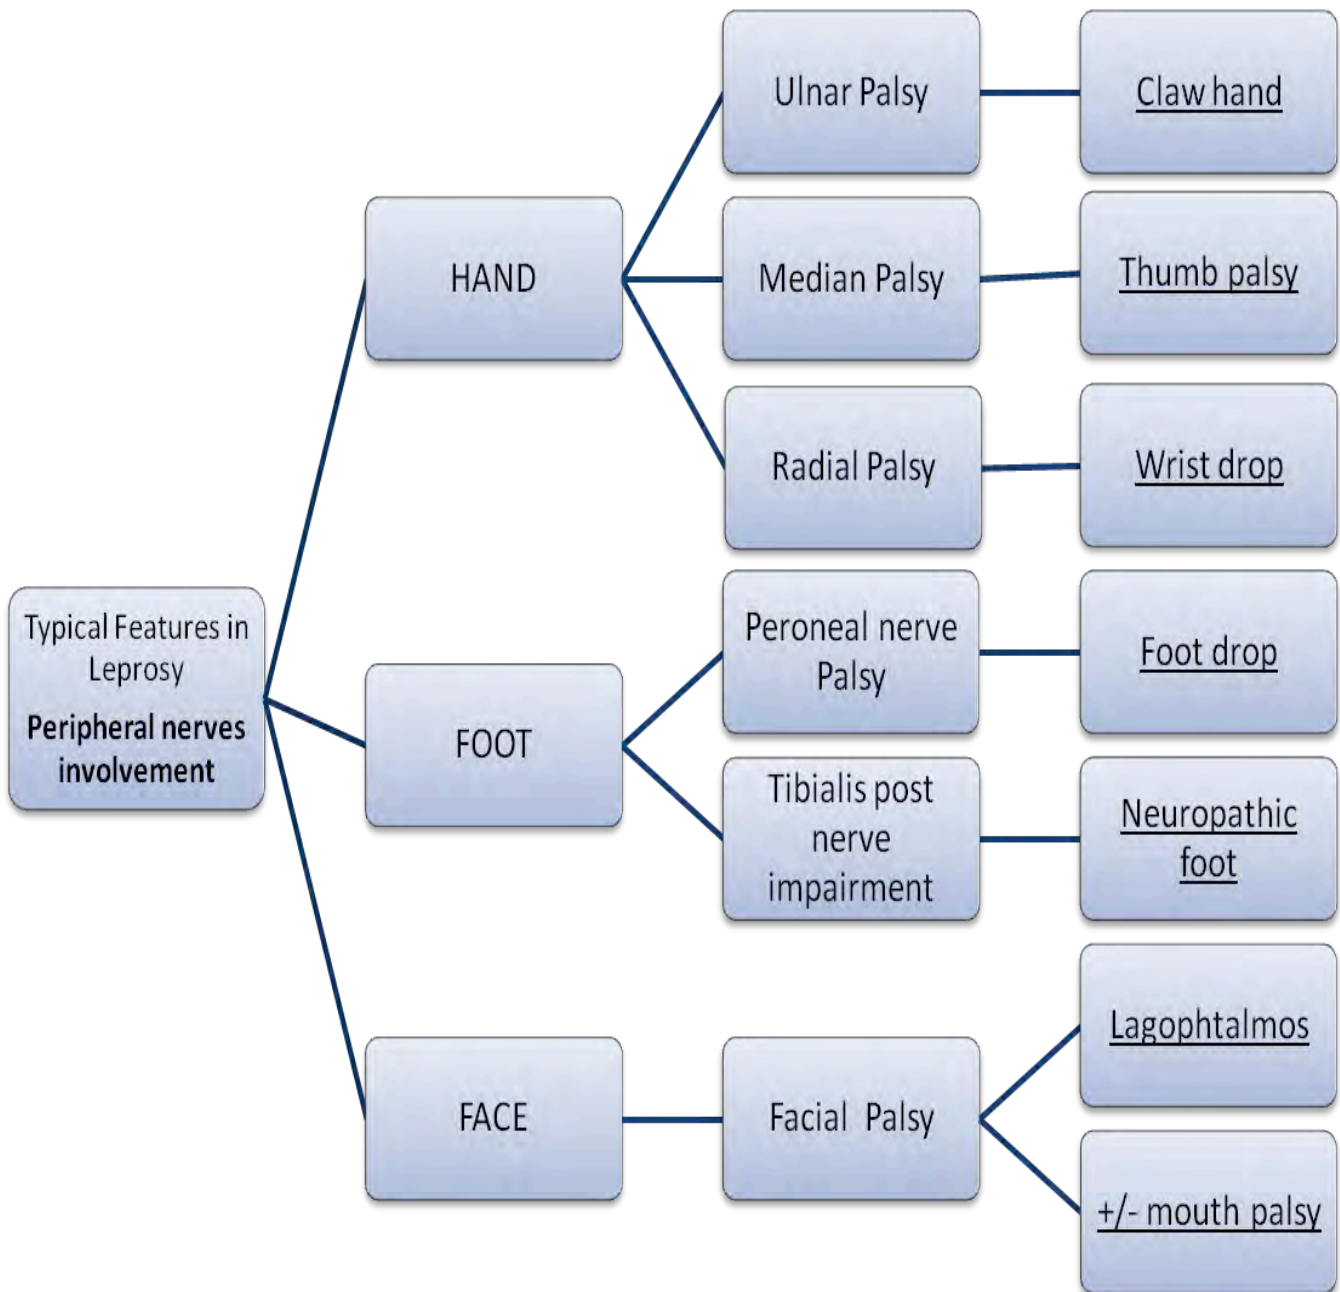 Typical Features in
Leprosy
Peripheral nerves
involvement
HAND
Ulnar Palsy
Claw hand
Median Palsy
Thumb palsy
Radial Palsy
Wrist drop
FOOT
Peroneal nerve
Palsy
Foot drop
Tibialis post
nerve
impairment
Neuropathic
foot
FACE
Facial Palsy
Lagophtalmos
+/- mouth palsy